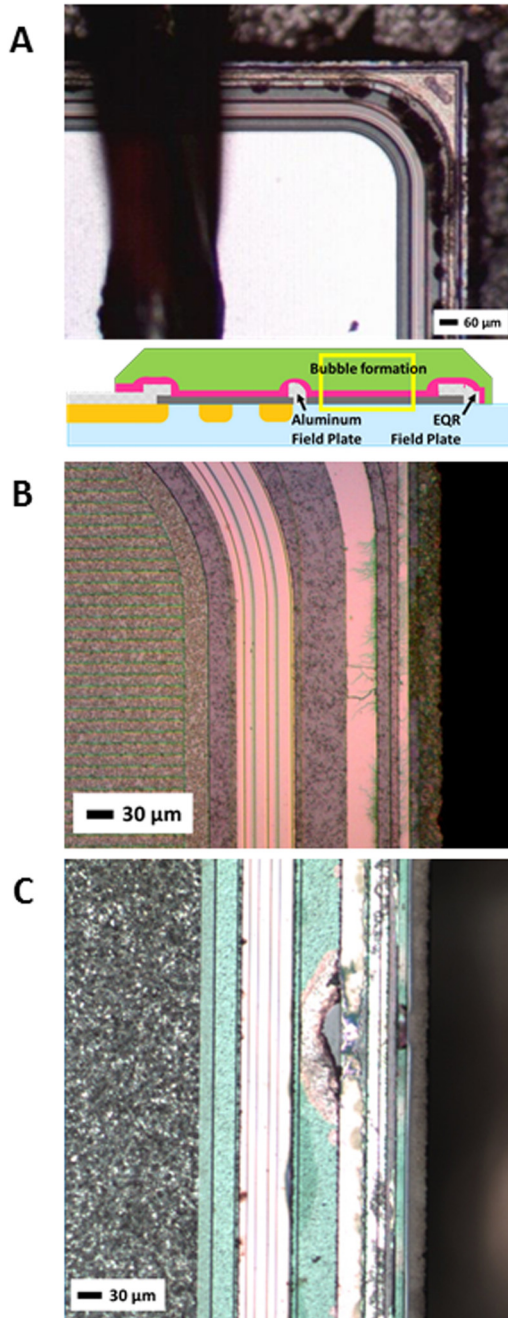 A
60 µm
Bubble formation
Aluminum
Field Plate
EQR
Field Plate
B
30 µm
C
30 µm